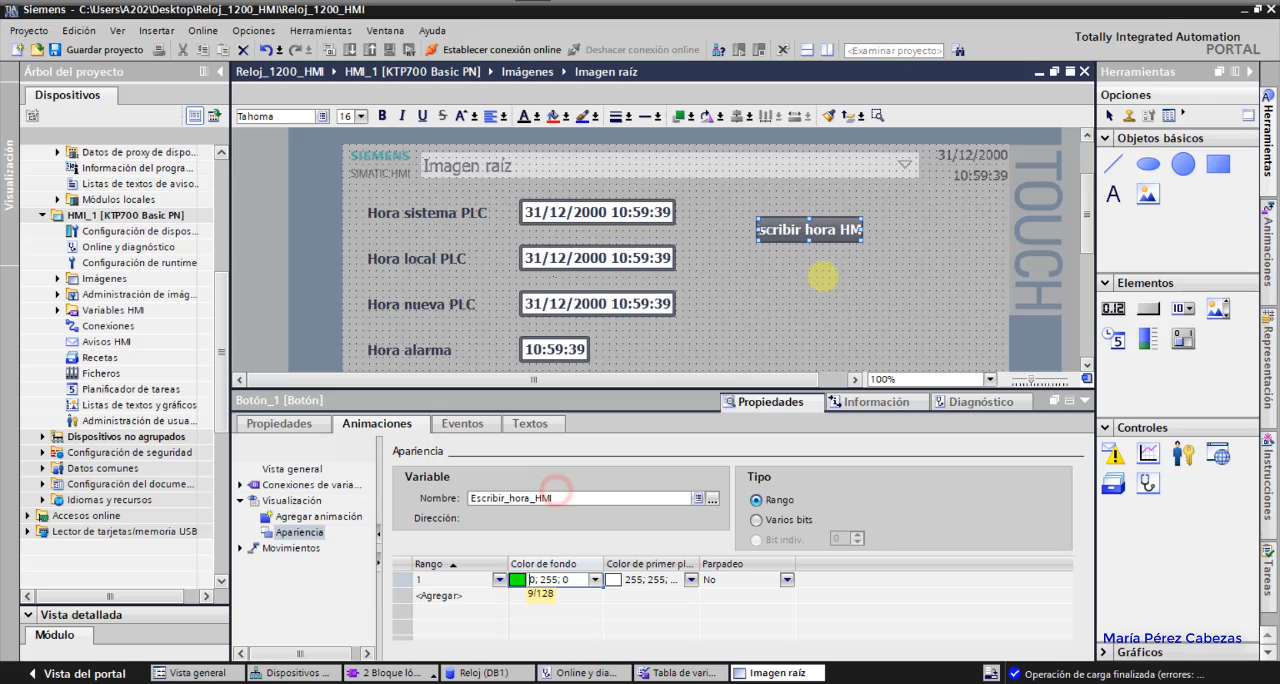 Siemens - C:\Users\A202\Desktop\Reloj_1200_HMI\Reloj_1200_HMI
Proyecto Edición Ver Insertar Online Opciones Herramientas Ventana Ayuda
Totally Integrated Automation
PORTAL
Guardar proyecto Establecer conexión online Deshacer conexión online <Examinar proyecto>
Árbol del proyecto
Reloj_1200_HMI HMI_1 [KTP700 Basic PN] Imágenes Imagen raíz
Herramientas
Dispositivos
Opciones
Visualización
Tahoma 16
Datos de proxy de dispo...
Información del progra...
Listas de textos de aviso...
Módulos locales
HMI_1 [KTP700 Basic PN]
Configuración de dispos...
Online y diagnóstico
Configuración de runtime
Imágenes
Administración de imág...
Variables HMI
Conexiones
Avisos HMI
Recetas
Ficheros
Planificador de tareas
Listas de textos y gráficos
Administración de usua...
Dispositivos no agrupados
Configuración de seguridad
Datos comunes
Configuración del docume...
Idiomas y recursos
Accesos online
Lector de tarjetas/memoria USB
Vista detallada
Módulo
SIEMENS
SIMATIC HMI
Imagen raíz
31/12/2000
10:59:39
TOUCH
Hora sistema PLC 31/12/2000 10:59:39
scribir hora HM
Hora local PLC 31/12/2000 10:59:39
Hora nueva PLC 31/12/2000 10:59:39
Hora alarma 10:59:39
100%
Botón_1 [Botón]
Propiedades Información Diagnóstico
Propiedades Animaciones Eventos Textos
Vista general
Conexiones de varia...
Visualización
Agregar animación
Apariencia
Movimientos
Apariencia
Variable
Nombre: Escribir_hora_HMI
Dirección:
Tipo
Rango
Varios bits
Bit indiv. 0
Rango Color de fondo Color de primer pl... Parpadeo
1 0; 255; 0 255; 255; ... No
<Agregar> 9/128
Objetos básicos
A
Elementos
Controles
Gráficos
Herramientas
Animaciones
Tareas
María Pérez Cabezas
Vista del portal Vista general Dispositivos ... 2 Bloque ló... Reloj (DB1) Online y dia... Tabla de vari... Imagen raíz
Operación de carga finalizada (errores: ...